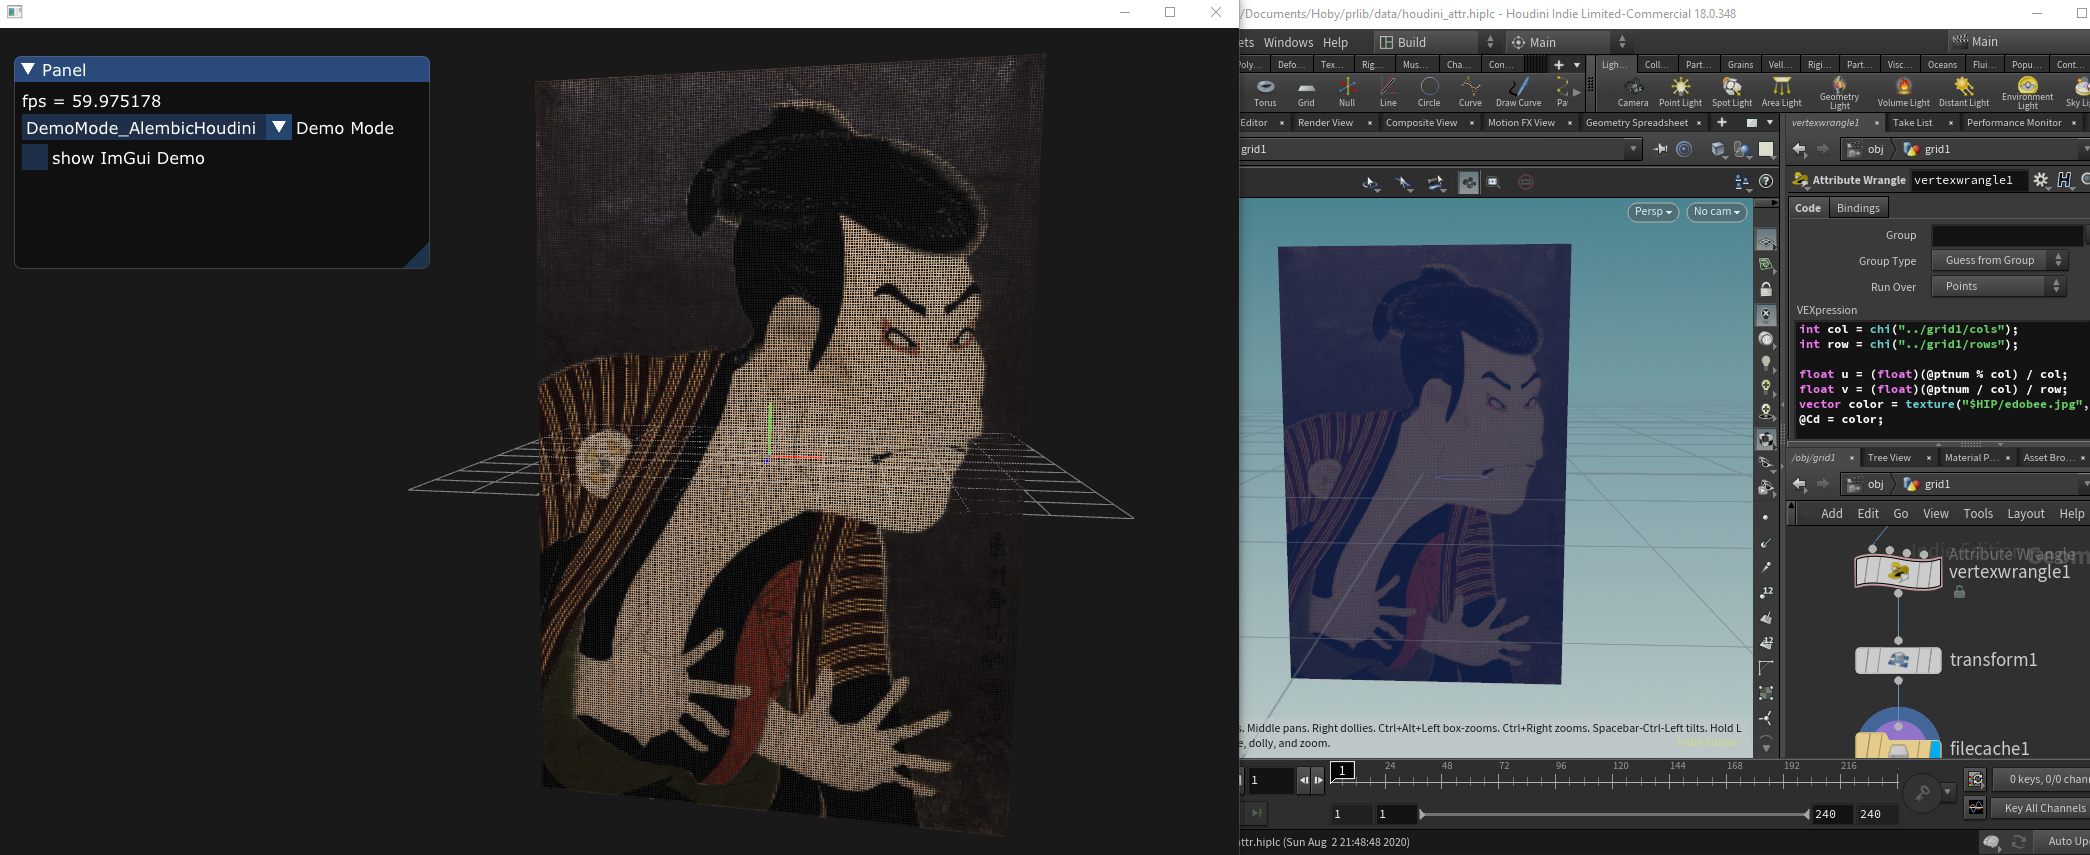 Panel
fps = 59.975178
DemoMode_AlembicHoudini Demo Mode
show ImGui Demo
/Documents/Hoby/prlib/data/houdini_attr.hiplc - Houdini Indie Limited-Commercial 18.0.348
ets Windows Help Build Main Main
oly... Defo... Tex... Rig... Mus... Cha... Con... Ligh... Coll... Part... Grains Vell... Rigi... Part... Visc... Oceans Flui... Popu... Cont...
Torus Grid Null Line Circle Curve Draw Curve Pa Camera Point Light Spot Light Area Light Geometry Light Volume Light Distant Light Environment Light Sky Li
Editor Render View Composite View Motion FX View Geometry Spreadsheet
grid1
Persp No cam
s. Middle pans. Right dollies. Ctrl+Alt+Left box-zooms. Ctrl+Right zooms. Spacebar-Ctrl-Left tilts. Hold L
e, dolly, and zoom.
Indie Edition
12
12
vertexwrangle1 Take List Performance Monitor
obj grid1
Attribute Wrangle vertexwrangle1
Code Bindings
Group
Group Type Guess from Group
Run Over Points
VEXpression
int col = chi("../grid1/cols");
int row = chi("../grid1/rows");
float u = (float)(@ptnum % col) / col;
float v = (float)(@ptnum / col) / row;
vector color = texture("$HIP/edobee.jpg",
@Cd = color;
/obj/grid1 Tree View Material P... Asset Bro...
obj grid1
Add Edit Go View Tools Layout Help
Indie Edition
Attribute Wrangle
vertexwrangle1
transform1
filecache1
1 1 24 48 72 96 120 144 168 192 216 0 keys, 0/0 chann
1 1 240 240 Key All Channels
ttr.hiplc (Sun Aug 2 21:48:48 2020) Auto Up